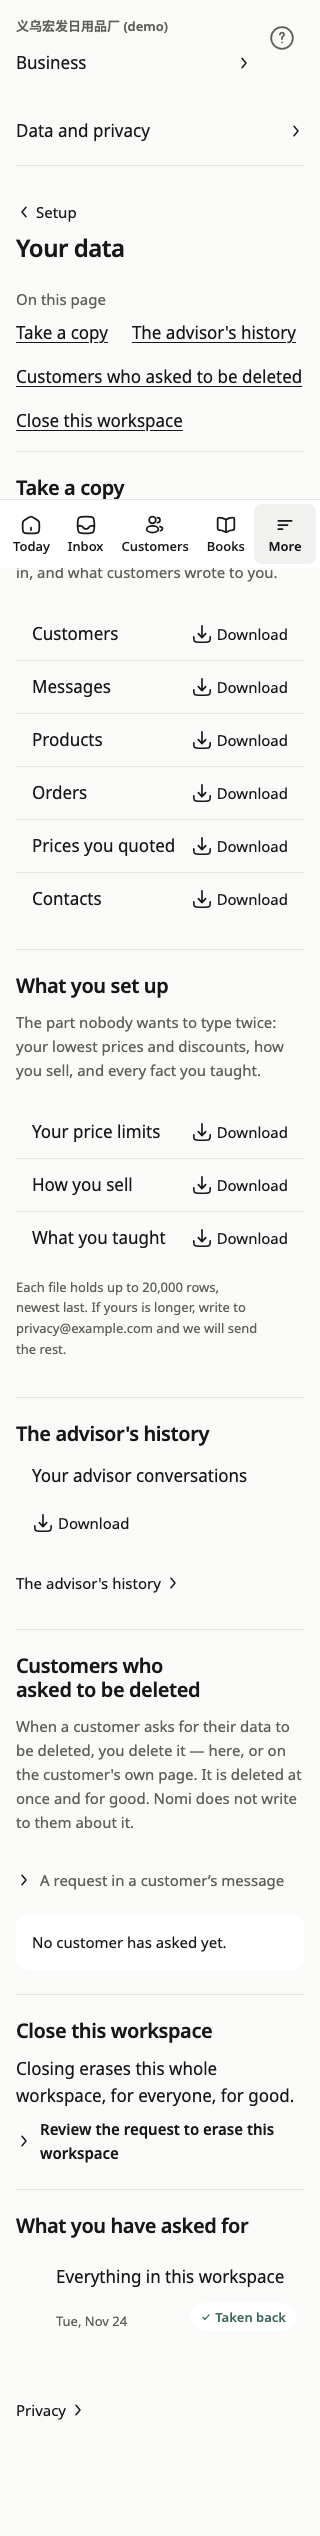 义乌宏发日用品厂 (demo)
Business
Data and privacy
Setup
Your data
On this page
Take a copy The advisor's history
Customers who asked to be deleted
Close this workspace
Take a copy
Today Inbox Customers Books More
in, and what customers wrote to you.
Customers Download
Messages Download
Products Download
Orders Download
Prices you quoted Download
Contacts Download
What you set up
The part nobody wants to type twice:
your lowest prices and discounts, how
you sell, and every fact you taught.
Your price limits Download
How you sell Download
What you taught Download
Each file holds up to 20,000 rows,
newest last. If yours is longer, write to
privacy@example.com and we will send
the rest.
The advisor's history
Your advisor conversations
Download
The advisor's history
Customers who
asked to be deleted
When a customer asks for their data to
be deleted, you delete it — here, or on
the customer's own page. It is deleted at
once and for good. Nomi does not write
to them about it.
A request in a customer’s message
No customer has asked yet.
Close this workspace
Closing erases this whole
workspace, for everyone, for good.
Review the request to erase this
workspace
What you have asked for
Everything in this workspace
Tue, Nov 24 Taken back
Privacy